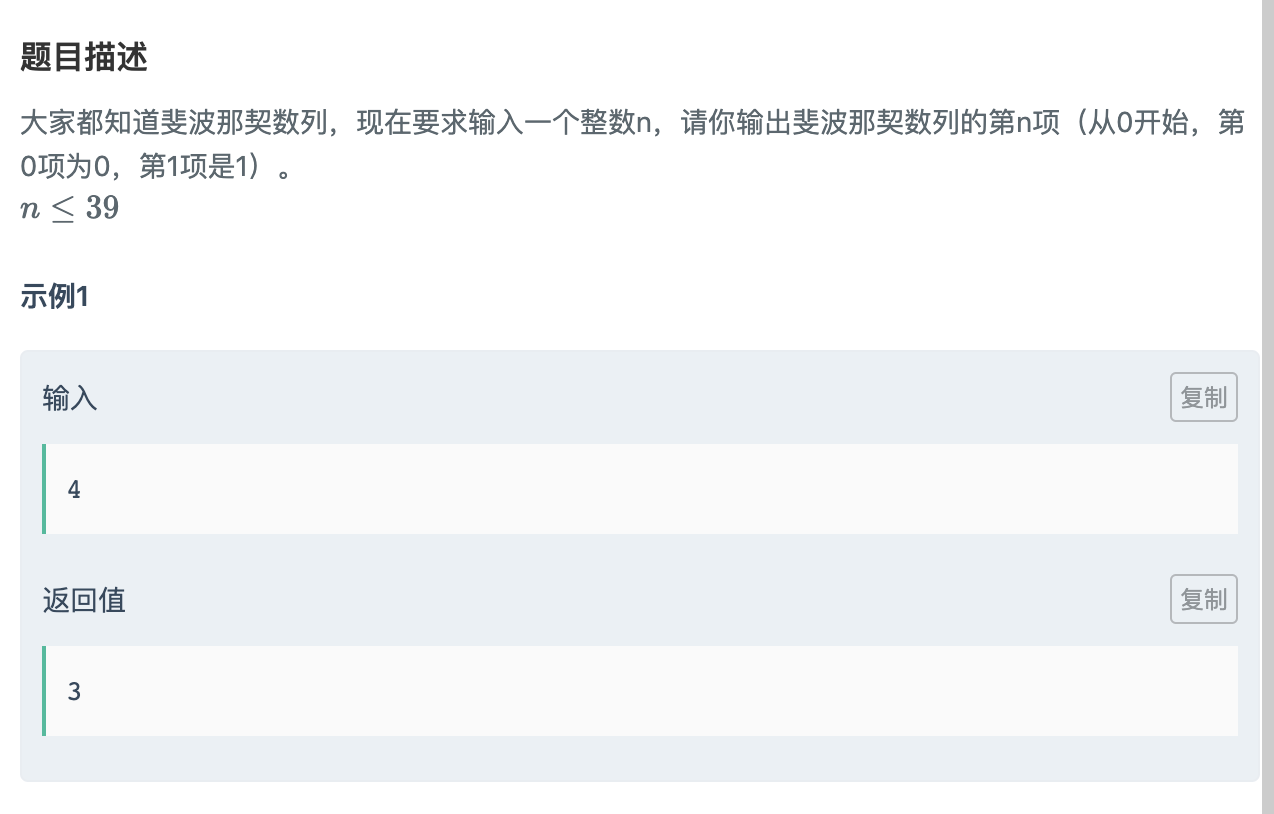 题目描述
大家都知道斐波那契数列，现在要求输入一个整数n，请你输出斐波那契数列的第n项（从0开始，第
0项为0，第1项是1）。
n ≤ 39
示例1
输入
复制
4
返回值
复制
3